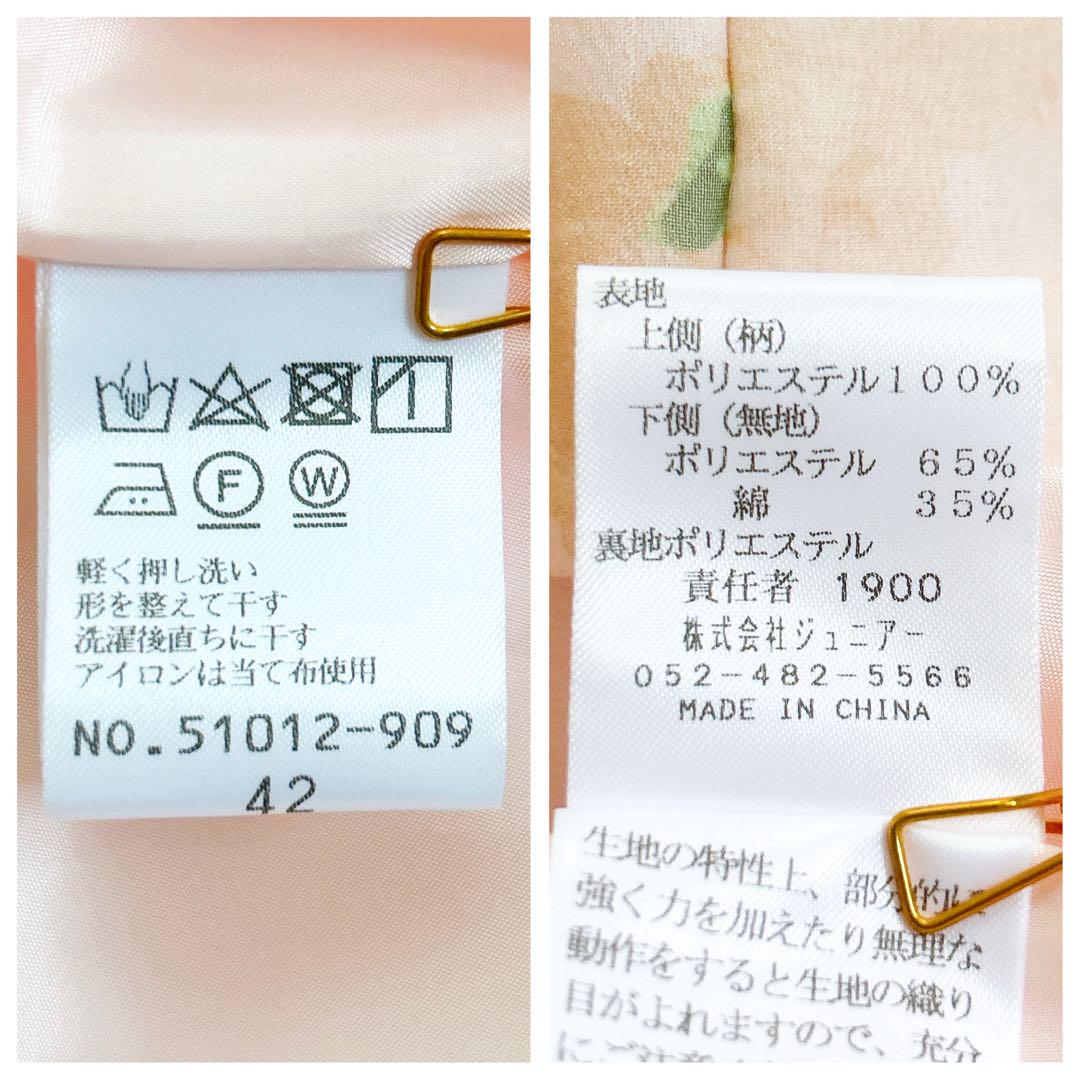 F W
軽く押し洗い
形を整えて干す
洗濯後直ちに干す
アイロンは当て布使用
NO.51012-909
42
表地
上側(柄)
ポリエステル100%
下側(無地)
ポリエステル 65%
綿 35%
裏地ポリエステル
責任者 1900
株式会社ジュニアー
052-482-5566
MADE IN CHINA
生地の特性上、部分的に
強く力を加えたり無理な
動作をすると生地の織り
目がよれますので、充分
にご注意